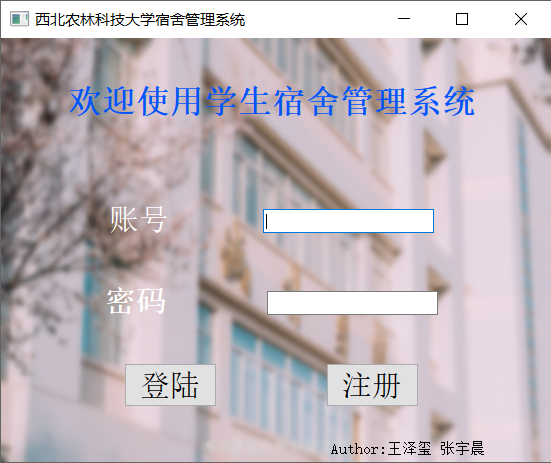 西北农林科技大学宿舍管理系统
欢迎使用学生宿舍管理系统
账号
密码
登陆 注册
Author:王泽玺 张宇晨